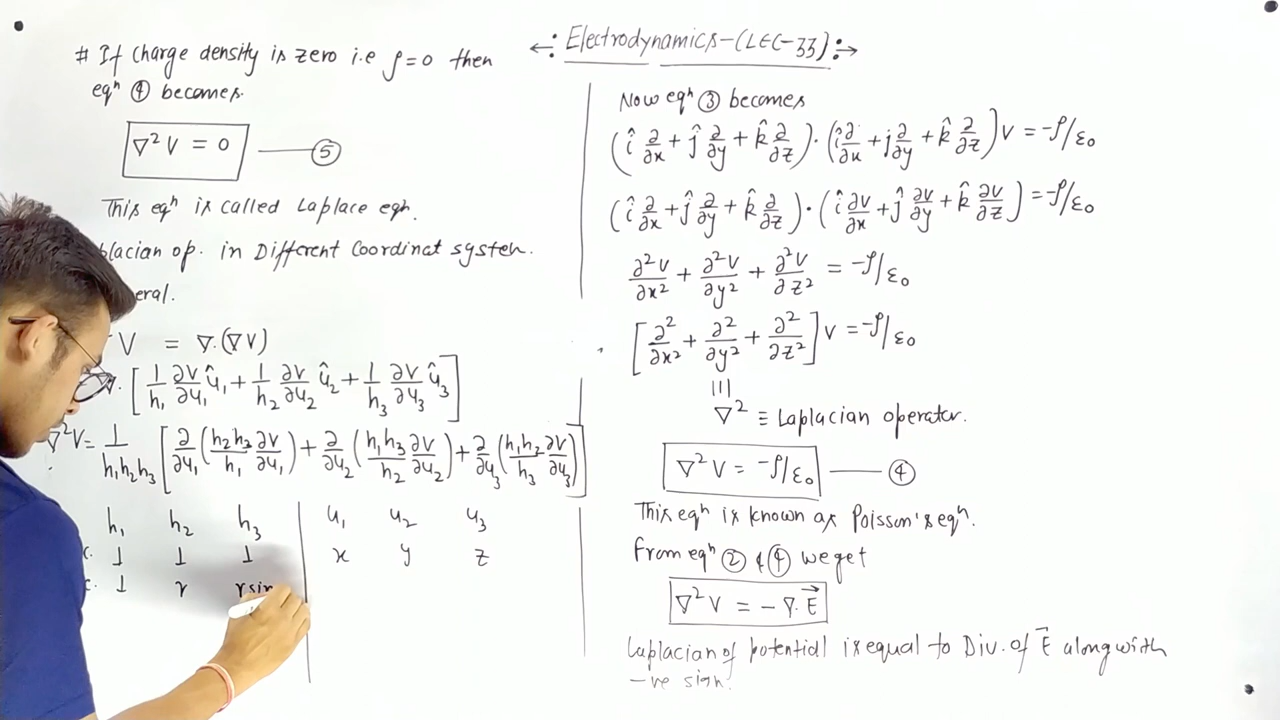 ←: Electrodynamics-(LEC-33):→
# If charge density is zero i.e ρ=0 then
eqⁿ ④ becomes.
∇²V = 0 —— ⑤
This eqⁿ is called Laplace eqⁿ.
placian op. in Different Coordinat system.
eral.
V = ∇.(∇V)
∇. [1/h₁ ∂V/∂u₁ û₁ + 1/h₂ ∂V/∂u₂ û₂ + 1/h₃ ∂V/∂u₃ û₃]
∇²V = 1/h₁h₂h₃ [∂/∂u₁ (h₂h₃/h₁ ∂V/∂u₁) + ∂/∂u₂ (h₁h₃/h₂ ∂V/∂u₂) + ∂/∂u₃ (h₁h₂/h₃ ∂V/∂u₃)]
h₁ h₂ h₃ | u₁ u₂ u₃
c. 1 1 1 | x y z
c. 1 r r sin
Now eqⁿ ③ becomes
(î ∂/∂x + ĵ ∂/∂y + k̂ ∂/∂z) · (î ∂/∂x + j ∂/∂y + k̂ ∂/∂z) V = -ρ/ε₀
(î ∂/∂x + ĵ ∂/∂y + k̂ ∂/∂z) · (î ∂V/∂x + ĵ ∂V/∂y + k̂ ∂V/∂z) = -ρ/ε₀
∂²V/∂x² + ∂²V/∂y² + ∂²V/∂z² = -ρ/ε₀
[∂²/∂x² + ∂²/∂y² + ∂²/∂z²] V = -ρ/ε₀
|||
∇² ≡ Laplacian operator.
∇²V = -ρ/ε₀ —— ④
This eqⁿ is known as Poisson's eqⁿ.
From eqⁿ ② & ④ we get
∇²V = -∇.E⃗
Laplacian of potential is equal to Div. of E⃗ along with
-ve sign.